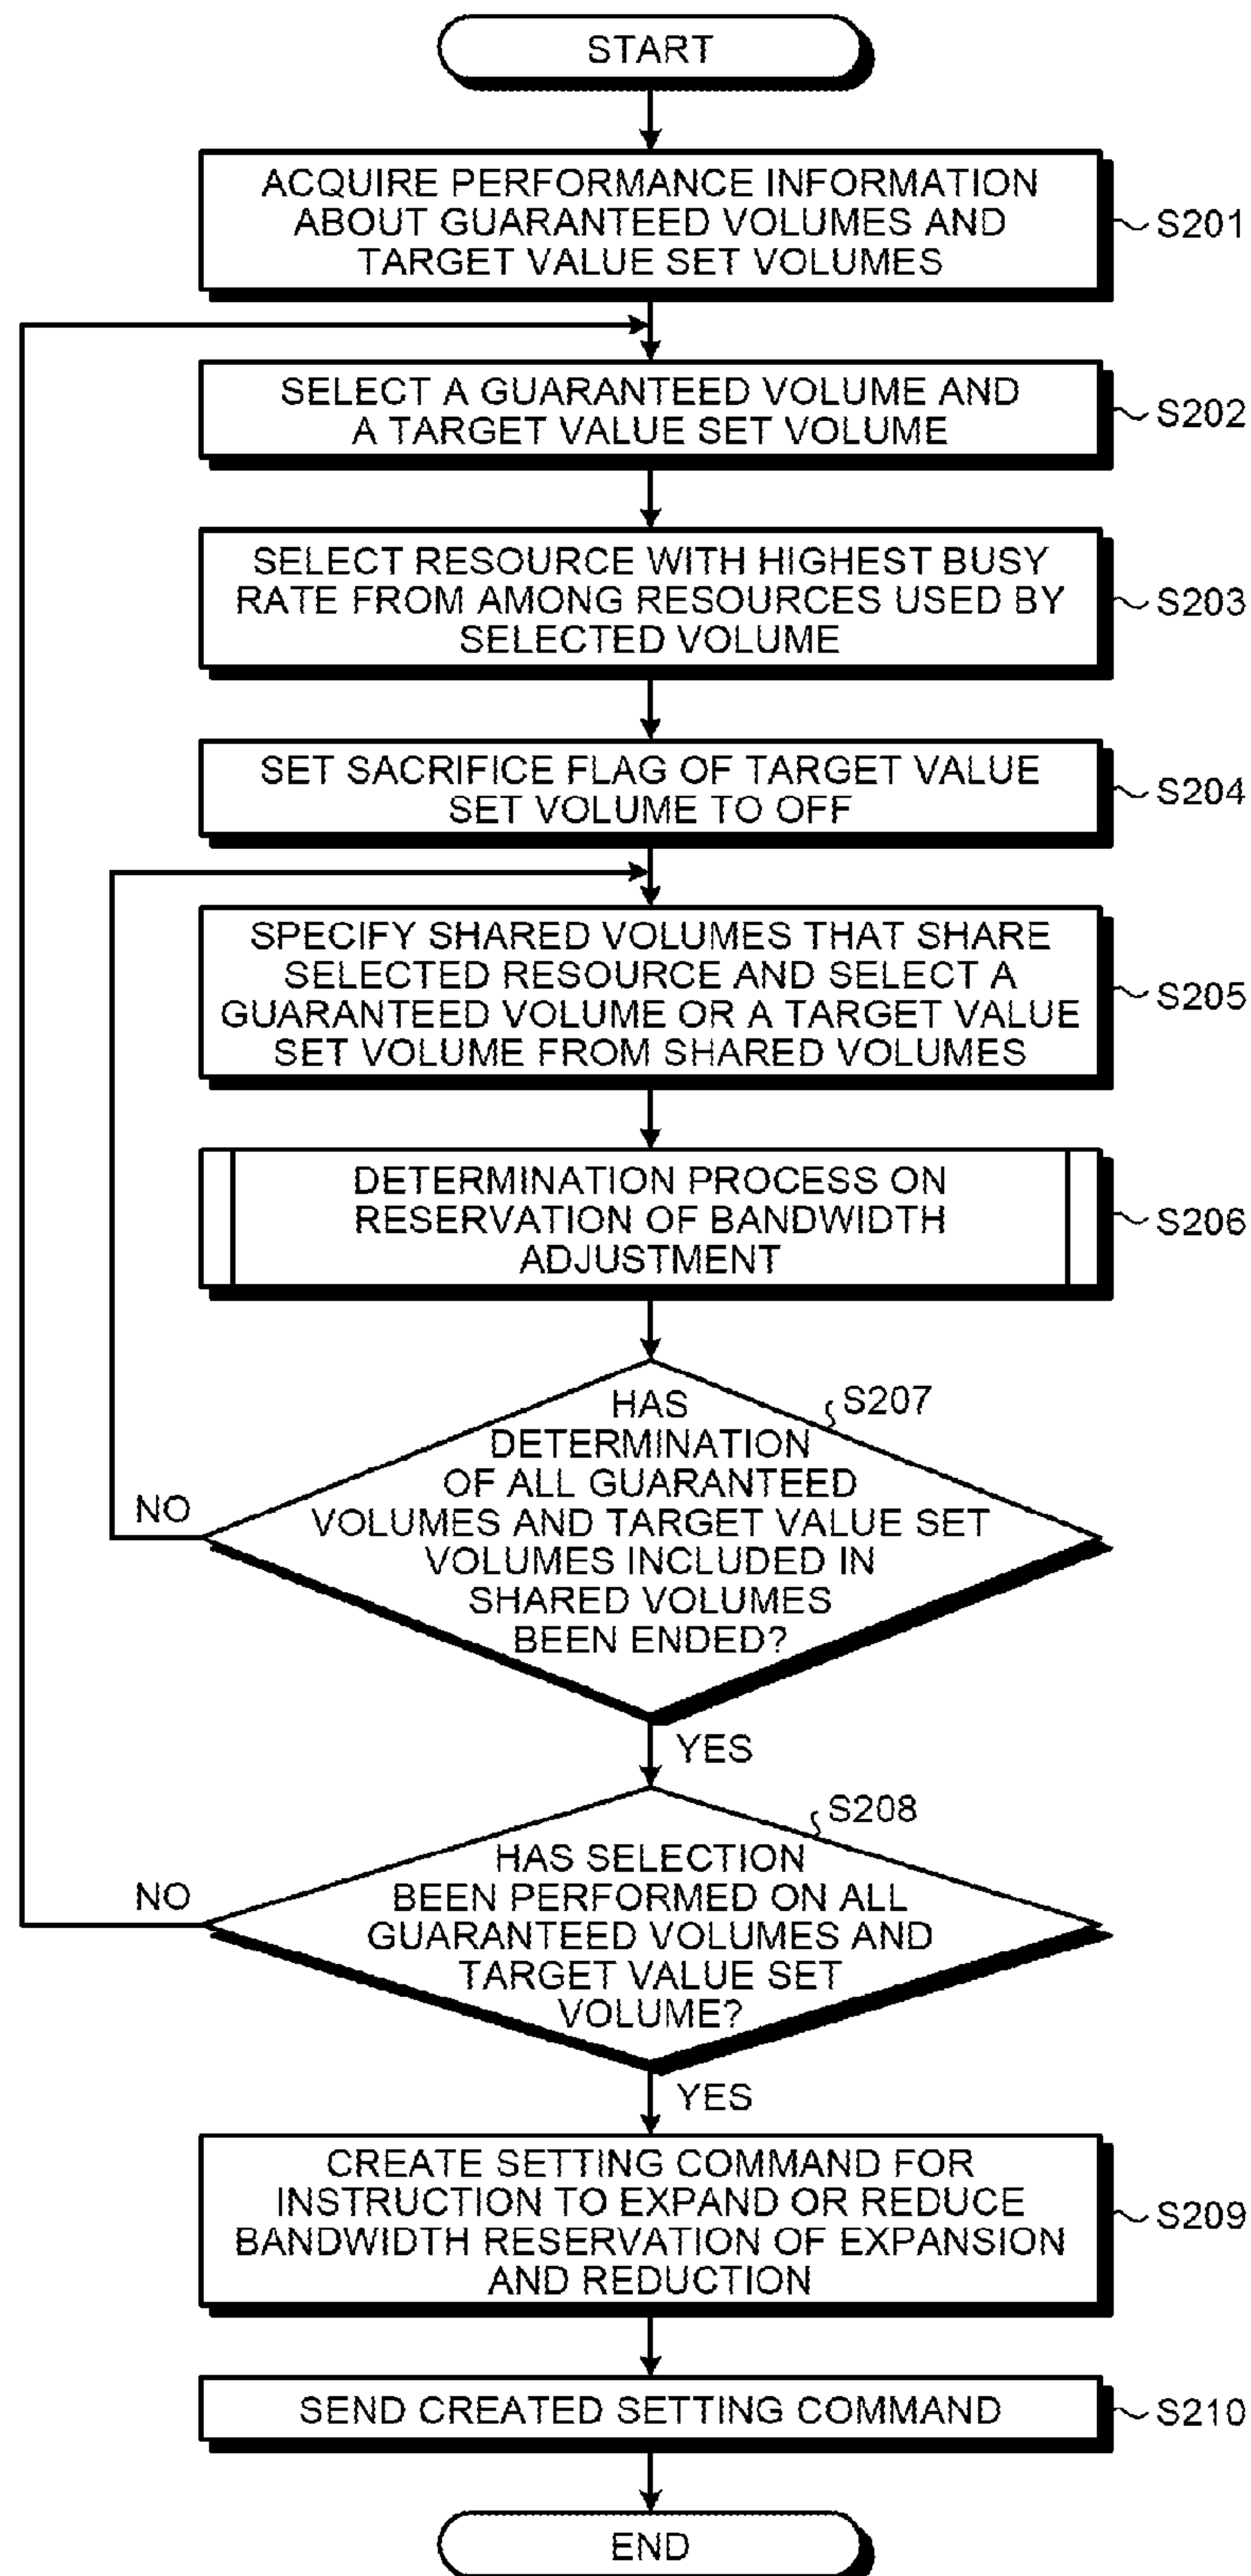 START
ACQUIRE PERFORMANCE INFORMATION
ABOUT GUARANTEED VOLUMES AND
TARGET VALUE SET VOLUMES
S201
SELECT A GUARANTEED VOLUME AND
A TARGET VALUE SET VOLUME
S202
SELECT RESOURCE WITH HIGHEST BUSY
RATE FROM AMONG RESOURCES USED BY
SELECTED VOLUME
S203
SET SACRIFICE FLAG OF TARGET VALUE
SET VOLUME TO OFF
S204
SPECIFY SHARED VOLUMES THAT SHARE
SELECTED RESOURCE AND SELECT A
GUARANTEED VOLUME OR A TARGET VALUE
SET VOLUME FROM SHARED VOLUMES
S205
DETERMINATION PROCESS ON
RESERVATION OF BANDWIDTH
ADJUSTMENT
S206
S207
HAS
DETERMINATION
OF ALL GUARANTEED
VOLUMES AND TARGET VALUE SET
VOLUMES INCLUDED IN
SHARED VOLUMES
BEEN ENDED?
NO
YES
S208
HAS SELECTION
BEEN PERFORMED ON ALL
GUARANTEED VOLUMES AND
TARGET VALUE SET
VOLUME?
NO
YES
CREATE SETTING COMMAND FOR
INSTRUCTION TO EXPAND OR REDUCE
BANDWIDTH RESERVATION OF EXPANSION
AND REDUCTION
S209
SEND CREATED SETTING COMMAND
S210
END